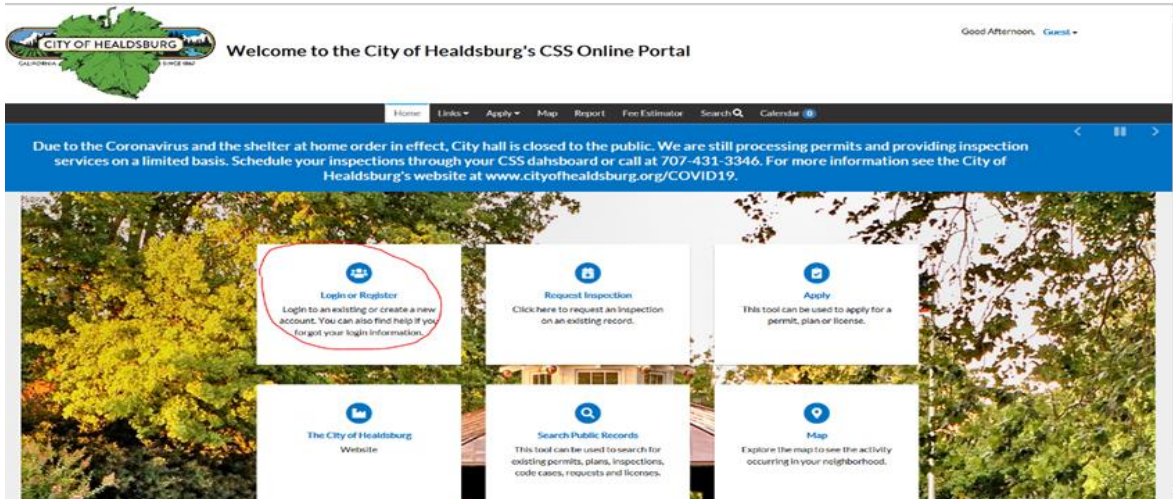 CITY OF HEALDSBURG
CALIFORNIA
SINCE 1867
Welcome to the City of Healdsburg's CSS Online Portal
Good Afternoon, Guest
Home Links Apply Map Report Fee Estimator Search Calendar 0
Due to the Coronavirus and the shelter at home order in effect, City hall is closed to the public. We are still processing permits and providing inspection
services on a limited basis. Schedule your inspections through your CSS dahsboard or call at 707-431-3346. For more information see the City of
Healdsburg's website at www.cityofhealdsburg.org/COVID19.
Login or Register
Login to an existing or create a new
account. You can also find help if you
forgot your login information.
Request Inspection
Click here to request an inspection
on an existing record.
Apply
This tool can be used to apply for a
permit, plan or license.
The City of Healdsburg
Website
Search Public Records
This tool can be used to search for
existing permits, plans, inspections,
code cases, requests and licenses.
Map
Explore the map to see the activity
occurring in your neighborhood.